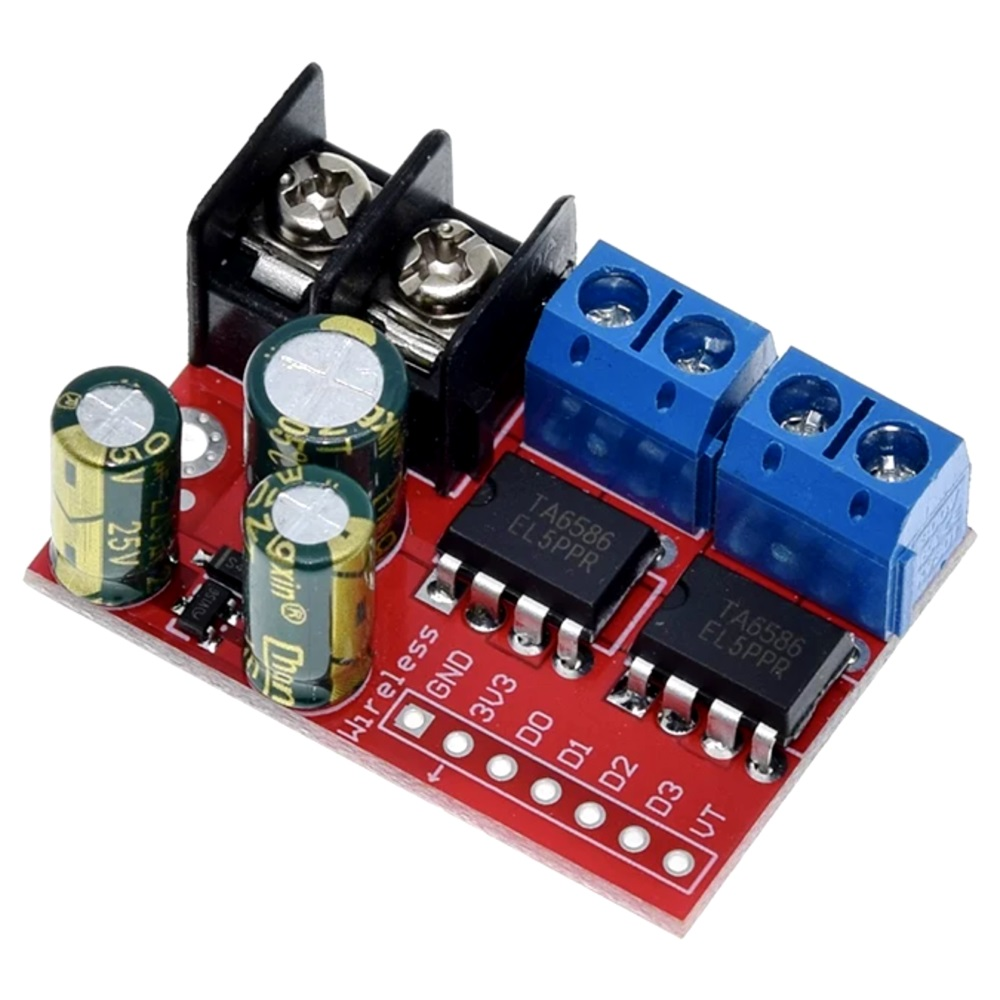 TA6586
EL5PPR
TA6586
EL5PPR
25V
Wireless
GND
3V3
D0
D1
D2
D3
VT